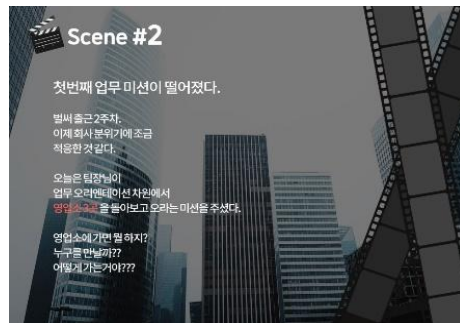 Scene #2
첫번째 업무 미션이 떨어졌다.
벌써 출근 2주차.
이제 회사 분위기에 조금
적응한 것 같다.
오늘은 팀장님이
업무 오리엔테이션 차원에서
영업소 3곳을 돌아보고 오라는 미션을 주셨다.
영업소에 가면 뭘 하지?
누구를 만날까??
어떻게 가는거야???